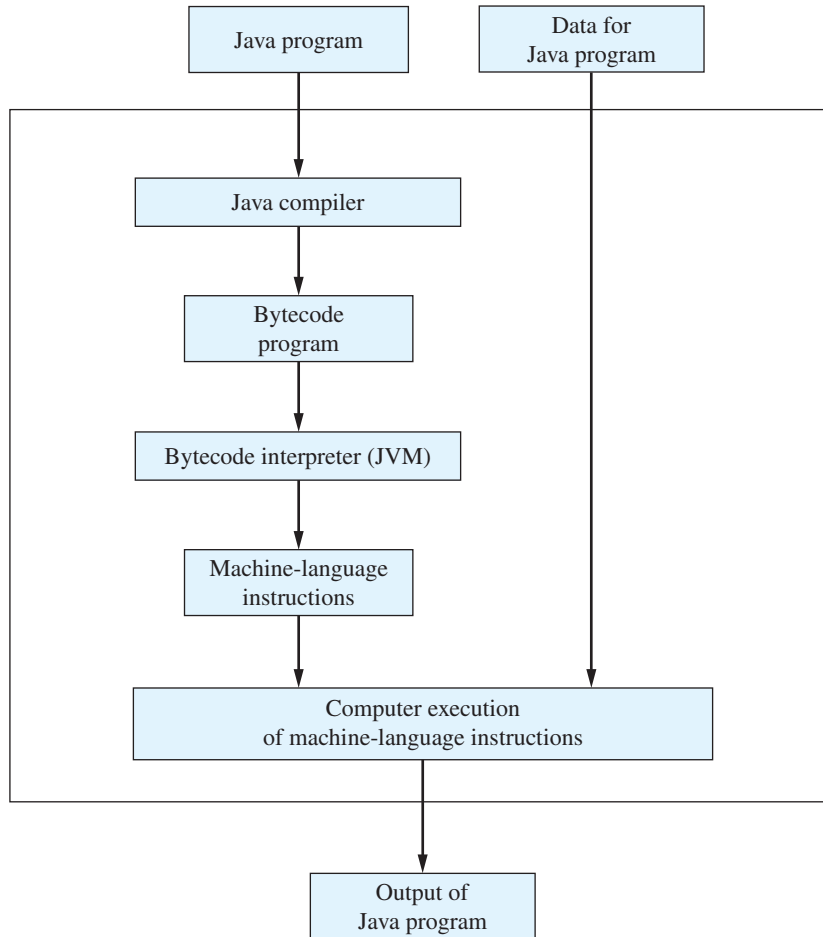 Java program
Data for
Java program
Java compiler
Bytecode
program
Bytecode interpreter (JVM)
Machine-language
instructions
Computer execution
of machine-language instructions
Output of
Java program